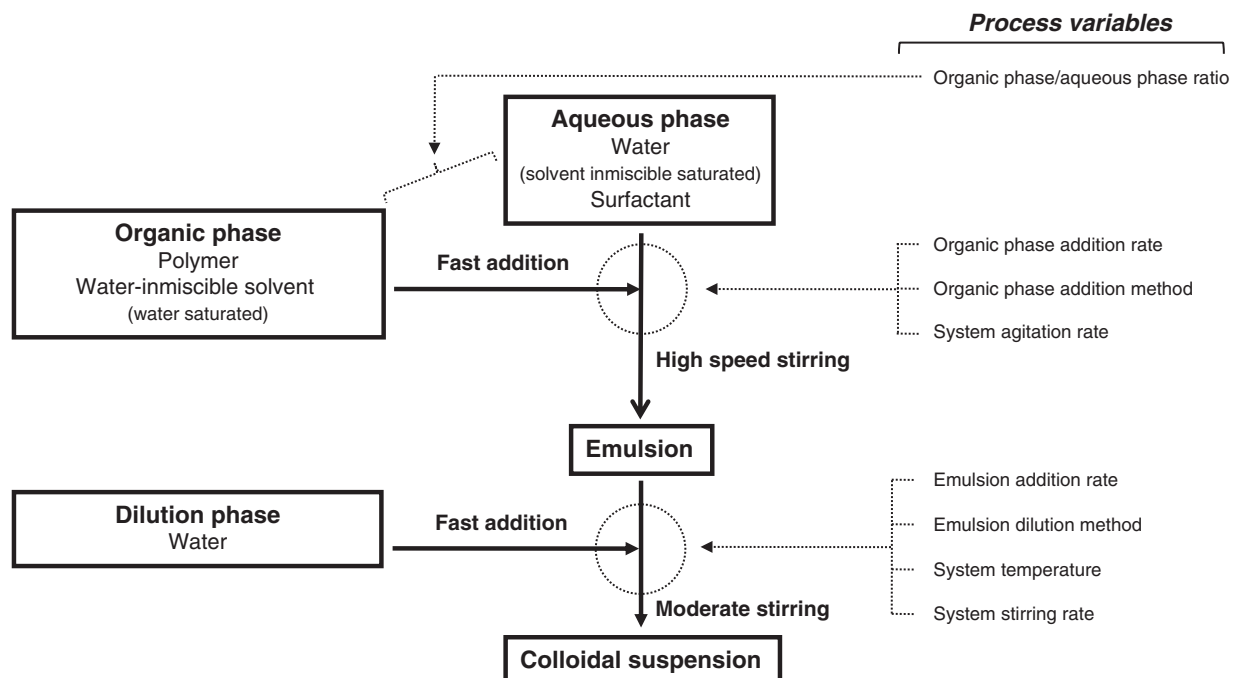 Process variables
Organic phase/aqueous phase ratio
Aqueous phase
Water
(solvent inmiscible saturated)
Surfactant
Organic phase
Polymer
Water-inmiscible solvent
(water saturated)
Fast addition
Organic phase addition rate
Organic phase addition method
System agitation rate
High speed stirring
Emulsion
Dilution phase
Water
Fast addition
Emulsion addition rate
Emulsion dilution method
System temperature
System stirring rate
Moderate stirring
Colloidal suspension